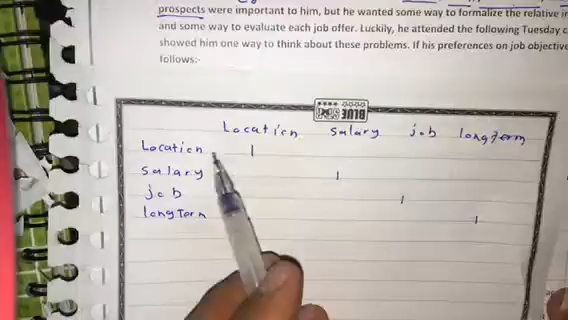 prospects were important to him, but he wanted some way to formalize the relative
and some way to evaluate each job offer. Luckily, he attended the following Tuesday
showed him one way to think about these problems. If his preferences on job objective
follows:-
BLUE
Location salary job longterm
Location 1
salary 1
job 1
longTerm 1